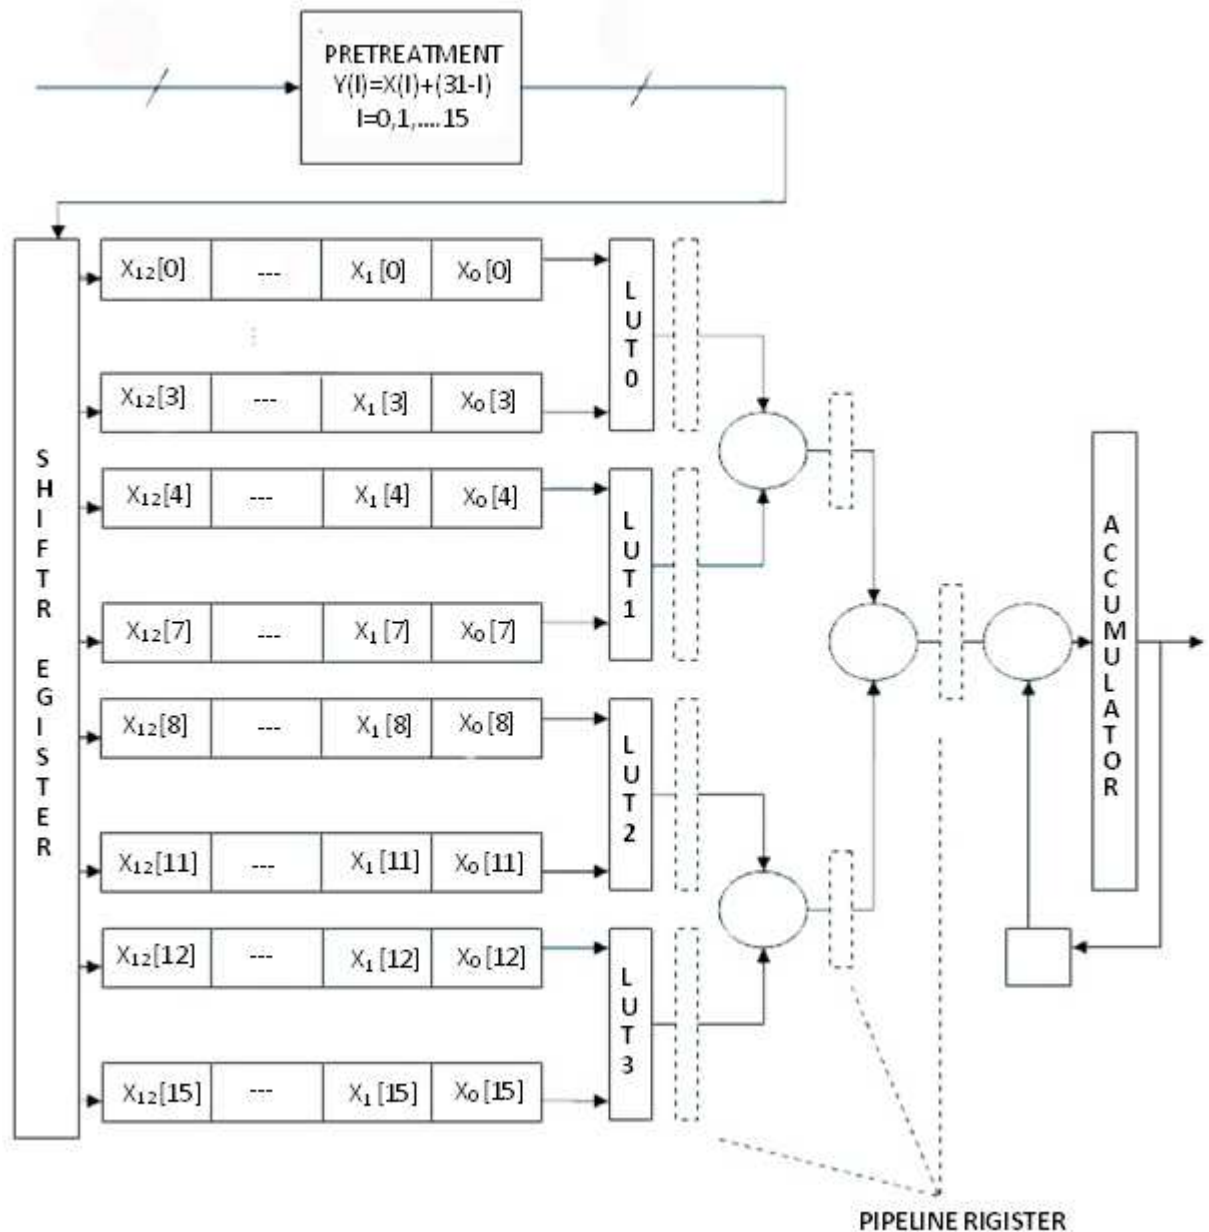 PRETREATMENT
Y(I)=X(I)+(31-I)
I=0,1,....15
SHIFTR EGISTER
X₁₂[0] --- X₁[0] X₀[0]
⋮
X₁₂[3] --- X₁[3] X₀[3]
LUT0
X₁₂[4] --- X₁[4] X₀[4]
X₁₂[7] --- X₁[7] X₀[7]
LUT1
X₁₂[8] --- X₁[8] X₀[8]
X₁₂[11] --- X₁[11] X₀[11]
LUT2
X₁₂[12] --- X₁[12] X₀[12]
X₁₂[15] --- X₁[15] X₀[15]
LUT3
ACCUMULATOR
PIPELINE RIGISTER